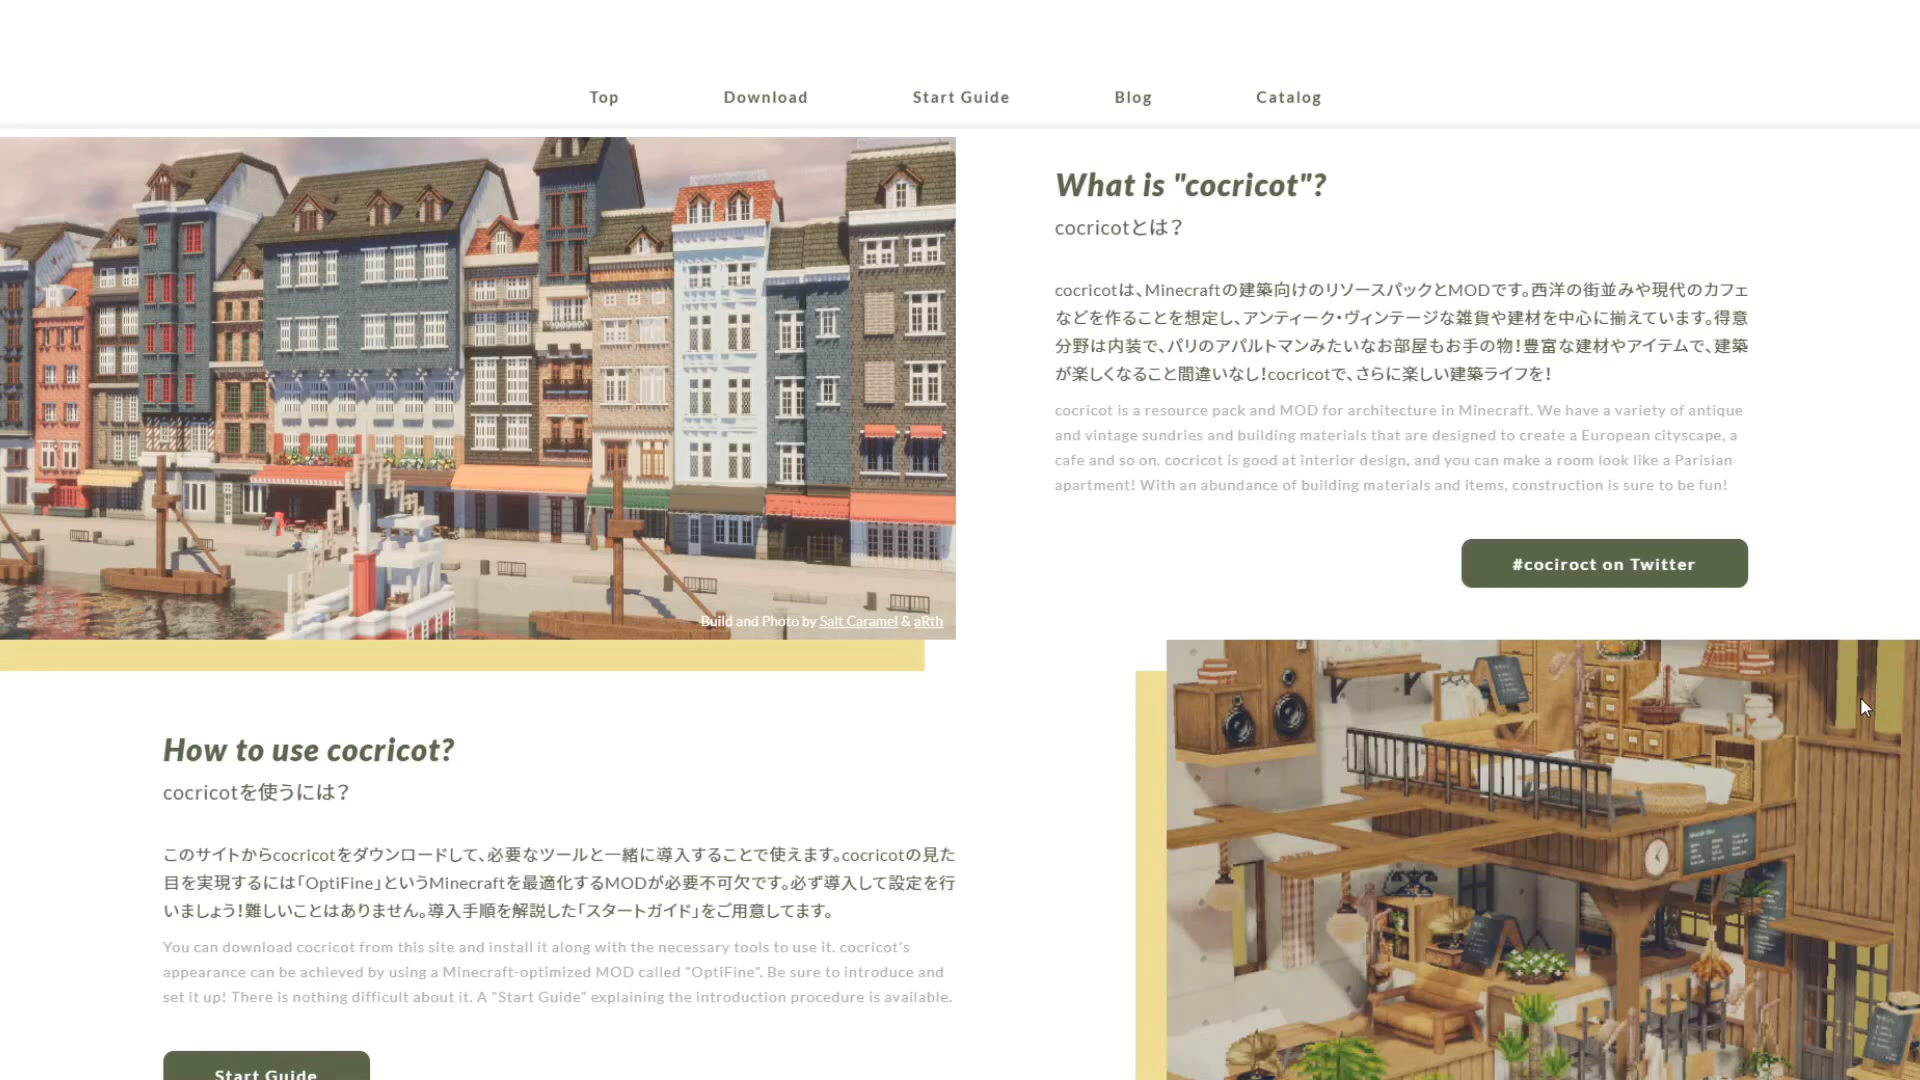 Top
Download
Start Guide
Blog
Catalog
What is "cocricot"?
cocricotとは？
cocricotは、Minecraftの建築向けのリソースパックとMODです。西洋の街並みや現代のカフェ
などを作ることを想定し、アンティーク・ヴィンテージな雑貨や建材を中心に揃えています。得意
分野は内装で、パリのアパルトマンみたいなお部屋もお手の物！豊富な建材やアイテムで、建築
が楽しくなること間違いなし！cocricotで、さらに楽しい建築ライフを！
cocricot is a resource pack and MOD for architecture in Minecraft. We have a variety of antique
and vintage sundries and building materials that are designed to create a European cityscape, a
cafe and so on. cocricot is good at interior design, and you can make a room look like a Parisian
apartment! With an abundance of building materials and items, construction is sure to be fun!
#cociroct on Twitter
Build and Photo by Salt Caramel & aRth
How to use cocricot?
cocricotを使うには？
このサイトからcocricotをダウンロードして、必要なツールと一緒に導入することで使えます。cocricotの見た
目を実現するには「OptiFine」というMinecraftを最適化するMODが必要不可欠です。必ず導入して設定を行
いましょう！難しいことはありません。導入手順を解説した「スタートガイド」をご用意してます。
You can download cocricot from this site and install it along with the necessary tools to use it. cocricot's
appearance can be achieved by using a Minecraft-optimized MOD called "OptiFine". Be sure to introduce and
set it up! There is nothing difficult about it. A "Start Guide" explaining the introduction procedure is available.
Start Guide